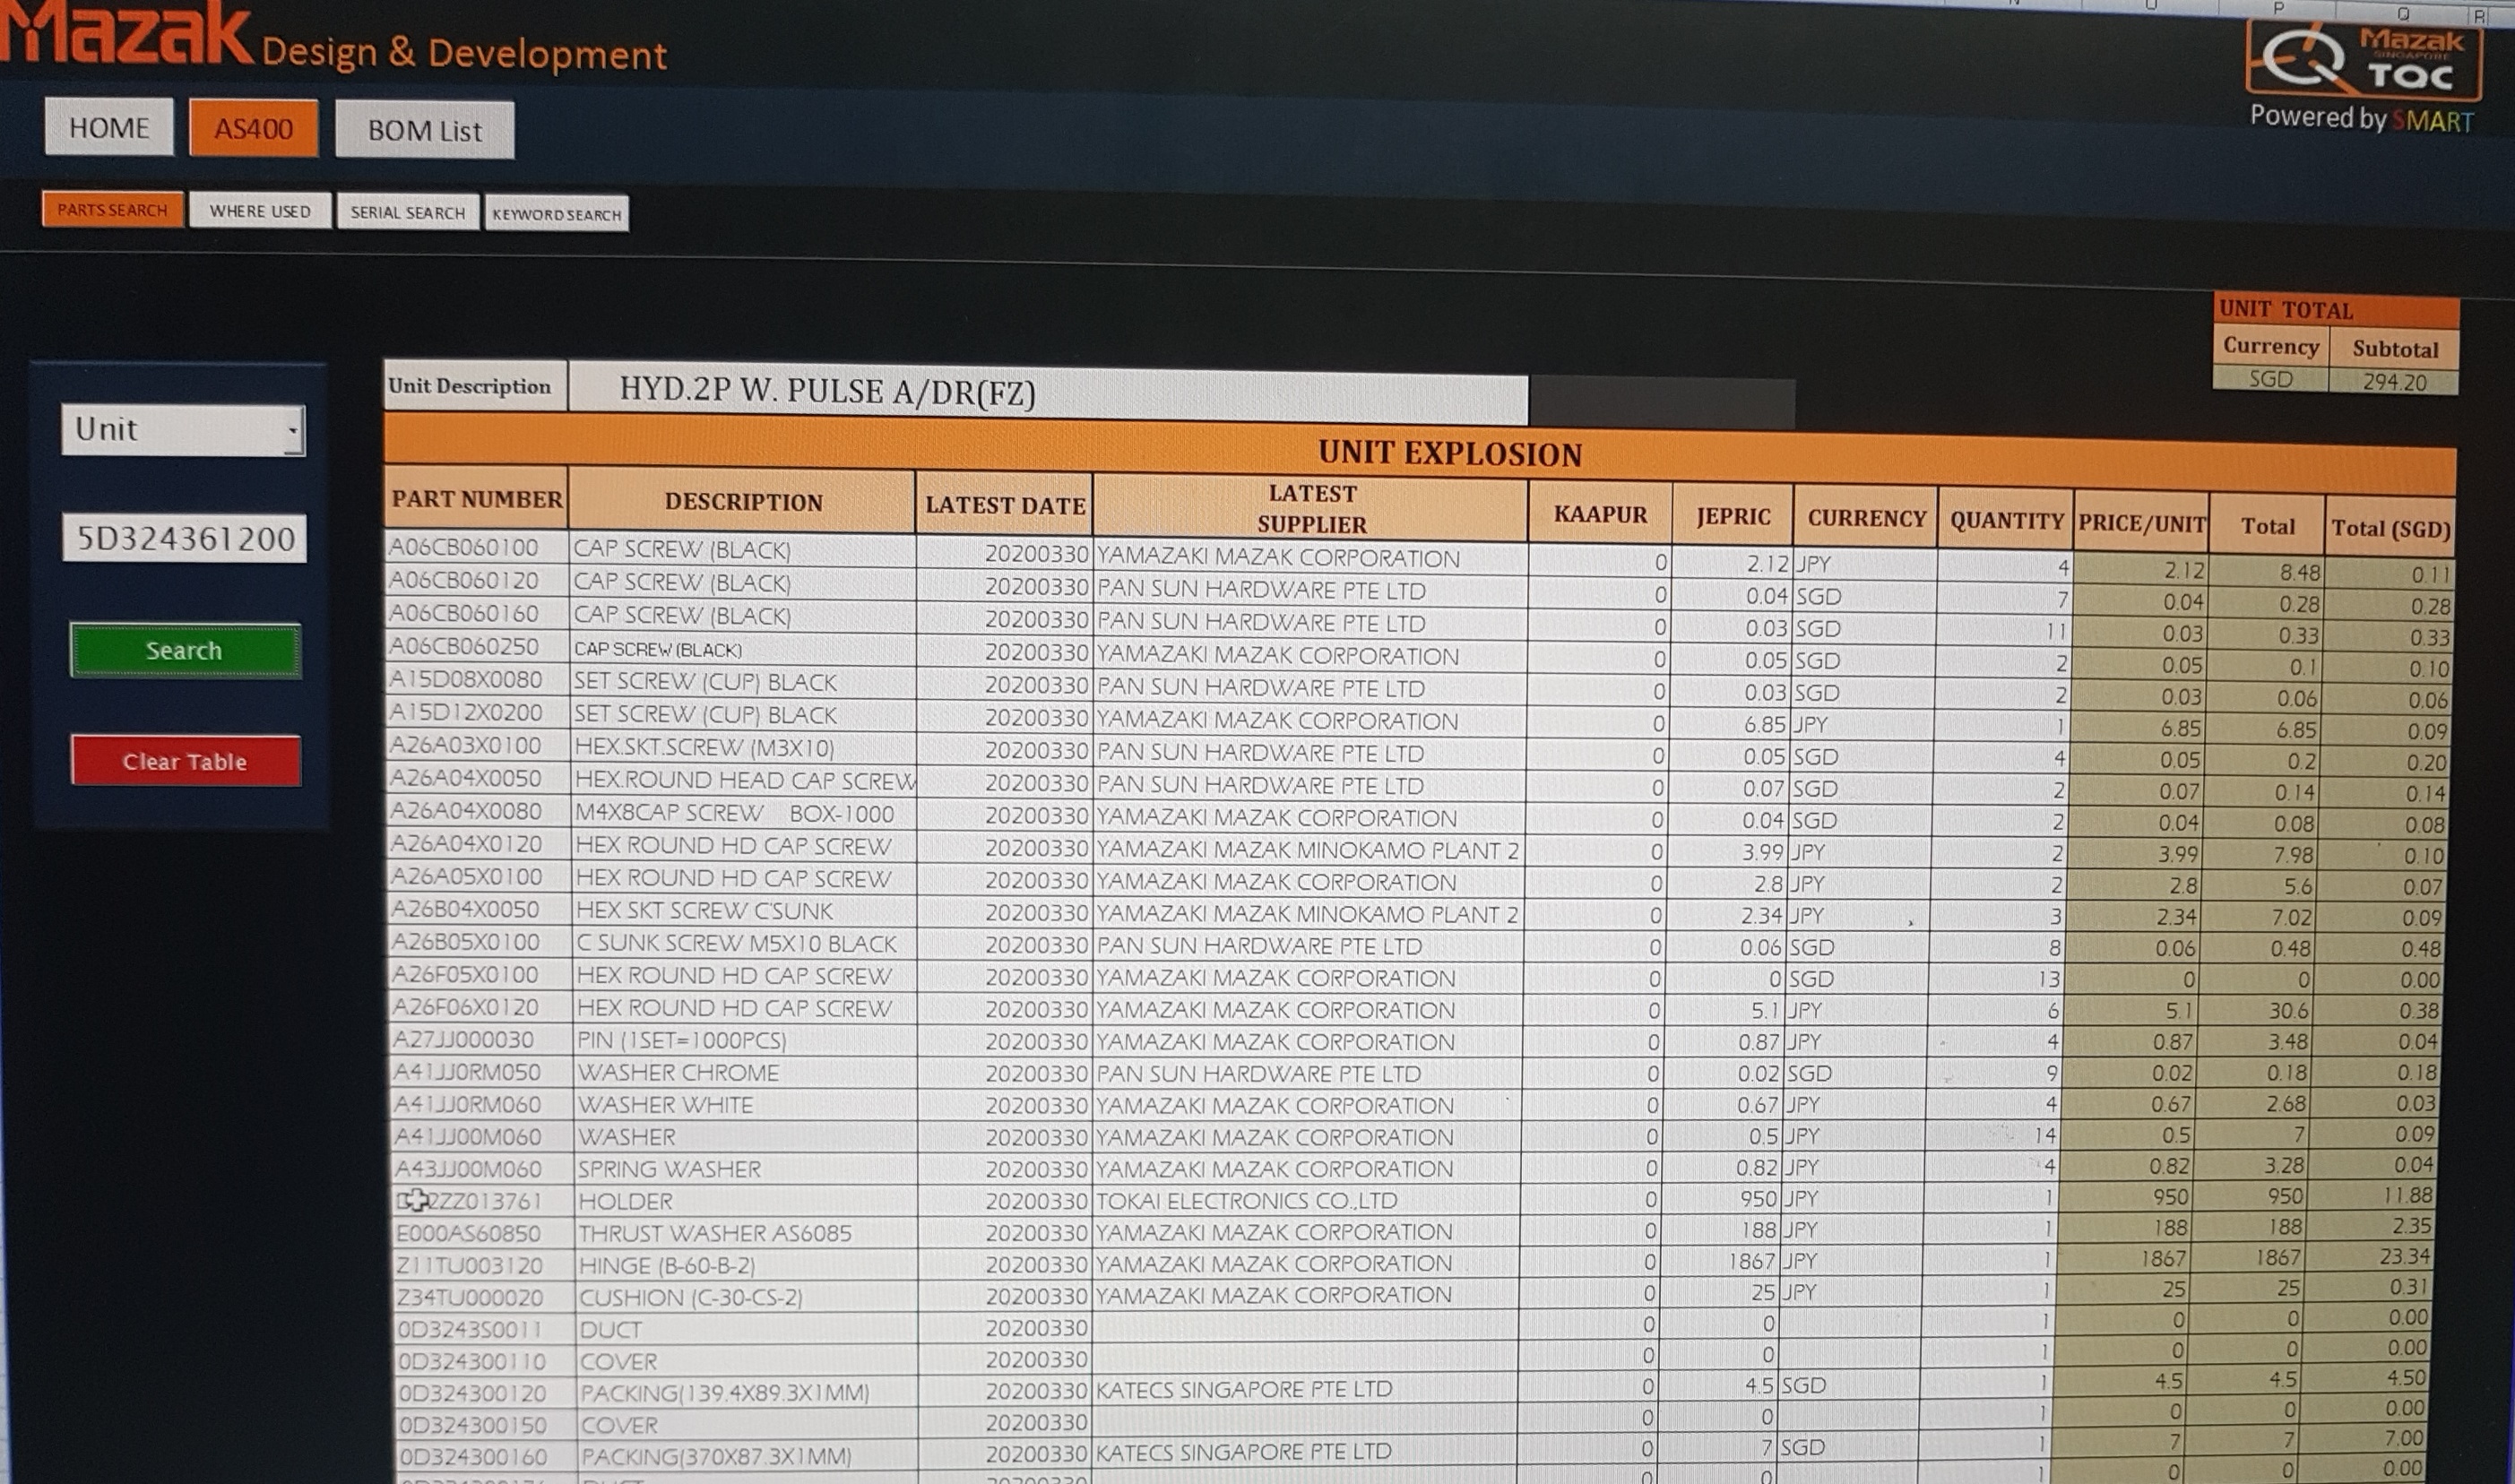 N O P Q R
Mazak Design & Development
Mazak
SINGAPORE
TQC
Powered by SMART
HOME AS400 BOM List
PARTS SEARCH WHERE USED SERIAL SEARCH KEYWORD SEARCH
UNIT TOTAL
Currency Subtotal
SGD 294.20
Unit
5D324361200
Search
Clear Table
Unit Description HYD.2P W. PULSE A/DR(FZ)
UNIT EXPLOSION
PART NUMBER DESCRIPTION LATEST DATE LATEST SUPPLIER KAAPUR JEPRIC CURRENCY QUANTITY PRICE/UNIT Total Total (SGD)
A06CB060100 CAP SCREW (BLACK) 20200330 YAMAZAKI MAZAK CORPORATION 0 2.12 JPY 4 2.12 8.48 0.11
A06CB060120 CAP SCREW (BLACK) 20200330 PAN SUN HARDWARE PTE LTD 0 0.04 SGD 7 0.04 0.28 0.28
A06CB060160 CAP SCREW (BLACK) 20200330 PAN SUN HARDWARE PTE LTD 0 0.03 SGD 11 0.03 0.33 0.33
A06CB060250 CAP SCREW (BLACK) 20200330 YAMAZAKI MAZAK CORPORATION 0 0.05 SGD 2 0.05 0.1 0.10
A15D08X0080 SET SCREW (CUP) BLACK 20200330 PAN SUN HARDWARE PTE LTD 0 0.03 SGD 2 0.03 0.06 0.06
A15D12X0200 SET SCREW (CUP) BLACK 20200330 YAMAZAKI MAZAK CORPORATION 0 6.85 JPY 1 6.85 6.85 0.09
A26A03X0100 HEX.SKT.SCREW (M3X10) 20200330 PAN SUN HARDWARE PTE LTD 0 0.05 SGD 4 0.05 0.2 0.20
A26A04X0050 HEX.ROUND HEAD CAP SCREW 20200330 PAN SUN HARDWARE PTE LTD 0 0.07 SGD 2 0.07 0.14 0.14
A26A04X0080 M4X8CAP SCREW BOX-1000 20200330 YAMAZAKI MAZAK CORPORATION 0 0.04 SGD 2 0.04 0.08 0.08
A26A04X0120 HEX ROUND HD CAP SCREW 20200330 YAMAZAKI MAZAK MINOKAMO PLANT 2 0 3.99 JPY 2 3.99 7.98 0.10
A26A05X0100 HEX ROUND HD CAP SCREW 20200330 YAMAZAKI MAZAK CORPORATION 0 2.8 JPY 2 2.8 5.6 0.07
A26B04X0050 HEX SKT SCREW C'SUNK 20200330 YAMAZAKI MAZAK MINOKAMO PLANT 2 0 2.34 JPY 3 2.34 7.02 0.09
A26B05X0100 C SUNK SCREW M5X10 BLACK 20200330 PAN SUN HARDWARE PTE LTD 0 0.06 SGD 8 0.06 0.48 0.48
A26F05X0100 HEX ROUND HD CAP SCREW 20200330 YAMAZAKI MAZAK CORPORATION 0 0 SGD 13 0 0 0.00
A26F06X0120 HEX ROUND HD CAP SCREW 20200330 YAMAZAKI MAZAK CORPORATION 0 5.1 JPY 6 5.1 30.6 0.38
A27JJ000030 PIN (1SET=1000PCS) 20200330 YAMAZAKI MAZAK CORPORATION 0 0.87 JPY 4 0.87 3.48 0.04
A41JJ0RM050 WASHER CHROME 20200330 PAN SUN HARDWARE PTE LTD 0 0.02 SGD 9 0.02 0.18 0.18
A41JJ0RM060 WASHER WHITE 20200330 YAMAZAKI MAZAK CORPORATION 0 0.67 JPY 4 0.67 2.68 0.03
A41JJ00M060 WASHER 20200330 YAMAZAKI MAZAK CORPORATION 0 0.5 JPY 14 0.5 7 0.09
A43JJ00M060 SPRING WASHER 20200330 YAMAZAKI MAZAK CORPORATION 0 0.82 JPY 4 0.82 3.28 0.04
HOLDER 20200330 TOKAI ELECTRONICS CO.,LTD 0 950 JPY 1 950 950 11.88
E000AS60850 THRUST WASHER AS6085 20200330 YAMAZAKI MAZAK CORPORATION 0 188 JPY 1 188 188 2.35
Z11TU003120 HINGE (B-60-B-2) 20200330 YAMAZAKI MAZAK CORPORATION 0 1867 JPY 1 1867 1867 23.34
Z34TU000020 CUSHION (C-30-CS-2) 20200330 YAMAZAKI MAZAK CORPORATION 0 25 JPY 1 25 25 0.31
0D3243S0011 DUCT 20200330 0 0 1 0 0 0.00
0D324300110 COVER 20200330 0 0 1 0 0 0.00
0D324300120 PACKING(139.4X89.3X1MM) 20200330 KATECS SINGAPORE PTE LTD 0 4.5 SGD 1 4.5 4.5 4.50
0D324300150 COVER 20200330 0 0 1 0 0 0.00
0D324300160 PACKING(370X87.3X1MM) 20200330 KATECS SINGAPORE PTE LTD 0 7 SGD 1 7 7 7.00
20200330 0 0 1 0 0 0.00